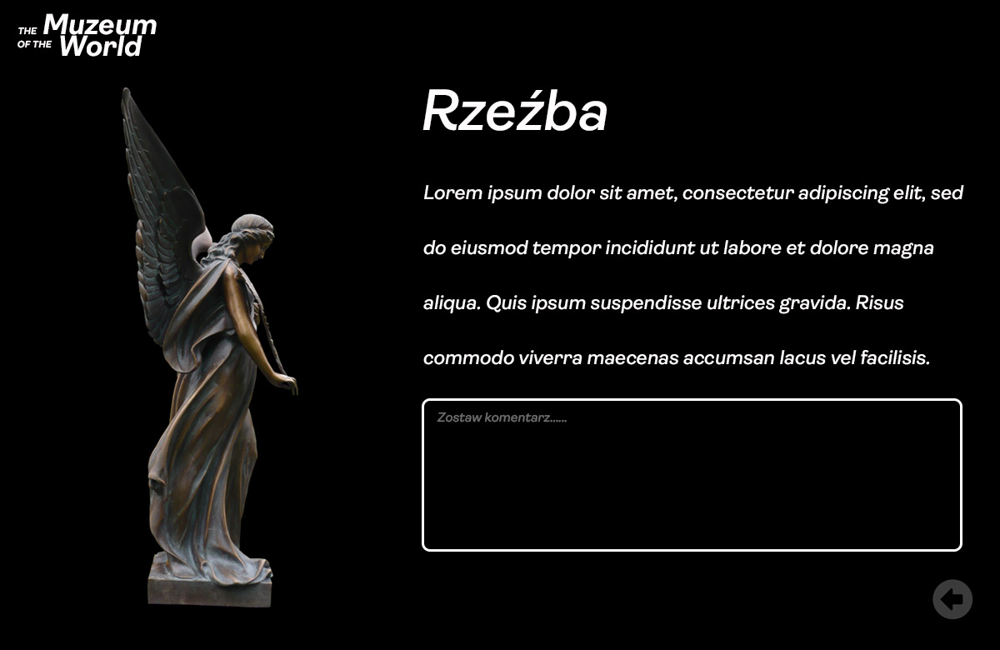 THE Muzeum
OF THE World
Rzeźba
Lorem ipsum dolor sit amet, consectetur adipiscing elit, sed
do eiusmod tempor incididunt ut labore et dolore magna
aliqua. Quis ipsum suspendisse ultrices gravida. Risus
commodo viverra maecenas accumsan lacus vel facilisis.
Zostaw komentarz......